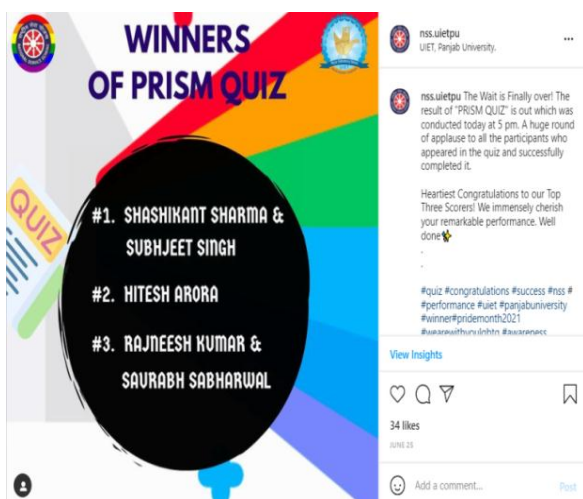 WINNERS
OF PRISM QUIZ
QUIZ
#1. SHASHIKANT SHARMA &
SUBHJEET SINGH
#2. HITESH ARORA
#3. RAJNEESH KUMAR &
SAURABH SABHARWAL
nss.uietpu
UIET, Panjab University.
nss.uietpu The Wait is Finally over! The
result of "PRISM QUIZ" is out which was
conducted today at 5 pm. A huge round
of applause to all the participants who
appeared in the quiz and successfully
completed it.
Heartiest Congratulations to our Top
Three Scorers! We immensely cherish
your remarkable performance. Well
done✨
.
.
#quiz #congratulations #success #nss #
#performance #uiet #panjabuniversity
#winner#pridemonth2021
#wearewithyoulgbtq #awareness
View Insights
34 likes
JUNE 25
Add a comment...
Post